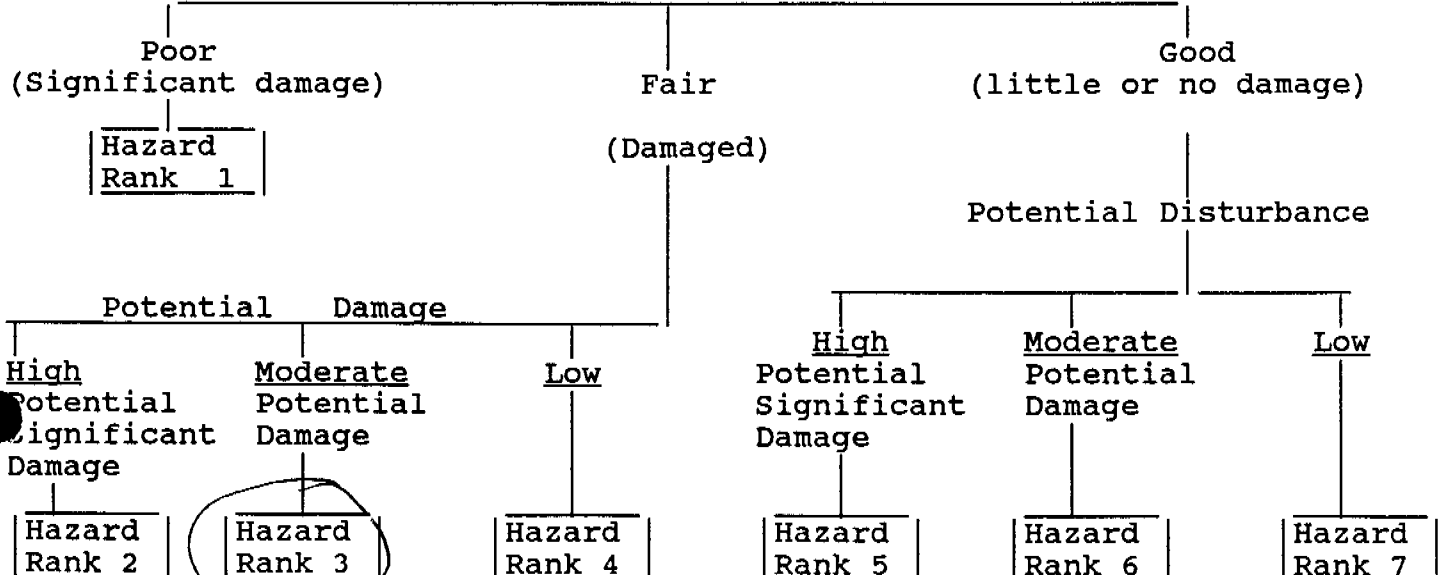 Poor
(Significant damage)
Hazard
Rank 1
Fair
(Damaged)
Good
(little or no damage)
Potential Disturbance
Potential Damage
High
Potential
Significant
Damage
Moderate
Potential
Damage
Low
High
Potential
Significant
Damage
Moderate
Potential
Damage
Low
Hazard
Rank 2
Hazard
Rank 3
Hazard
Rank 4
Hazard
Rank 5
Hazard
Rank 6
Hazard
Rank 7